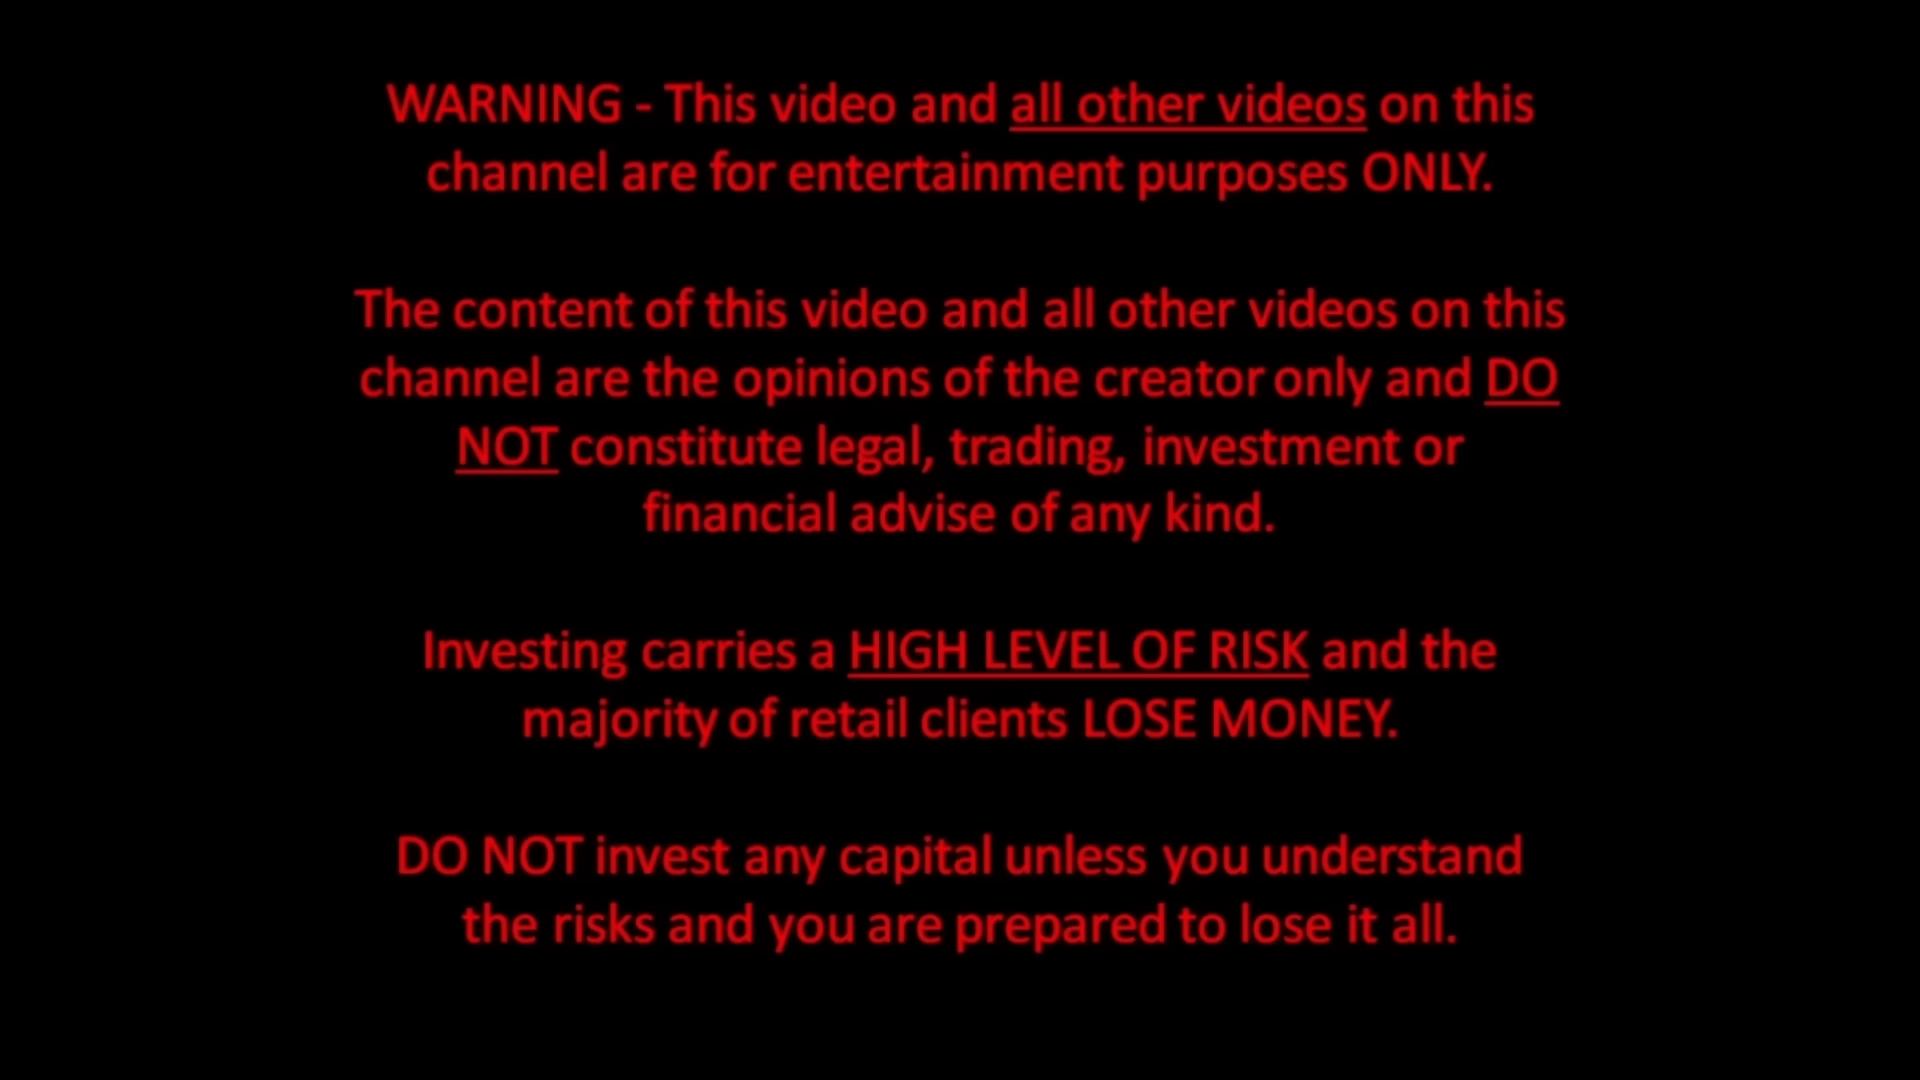 WARNING - This video and all other videos on this
channel are for entertainment purposes ONLY.
The content of this video and all other videos on this
channel are the opinions of the creator only and DO
NOT constitute legal, trading, investment or
financial advise of any kind.
Investing carries a HIGH LEVEL OF RISK and the
majority of retail clients LOSE MONEY.
DO NOT invest any capital unless you understand
the risks and you are prepared to lose it all.